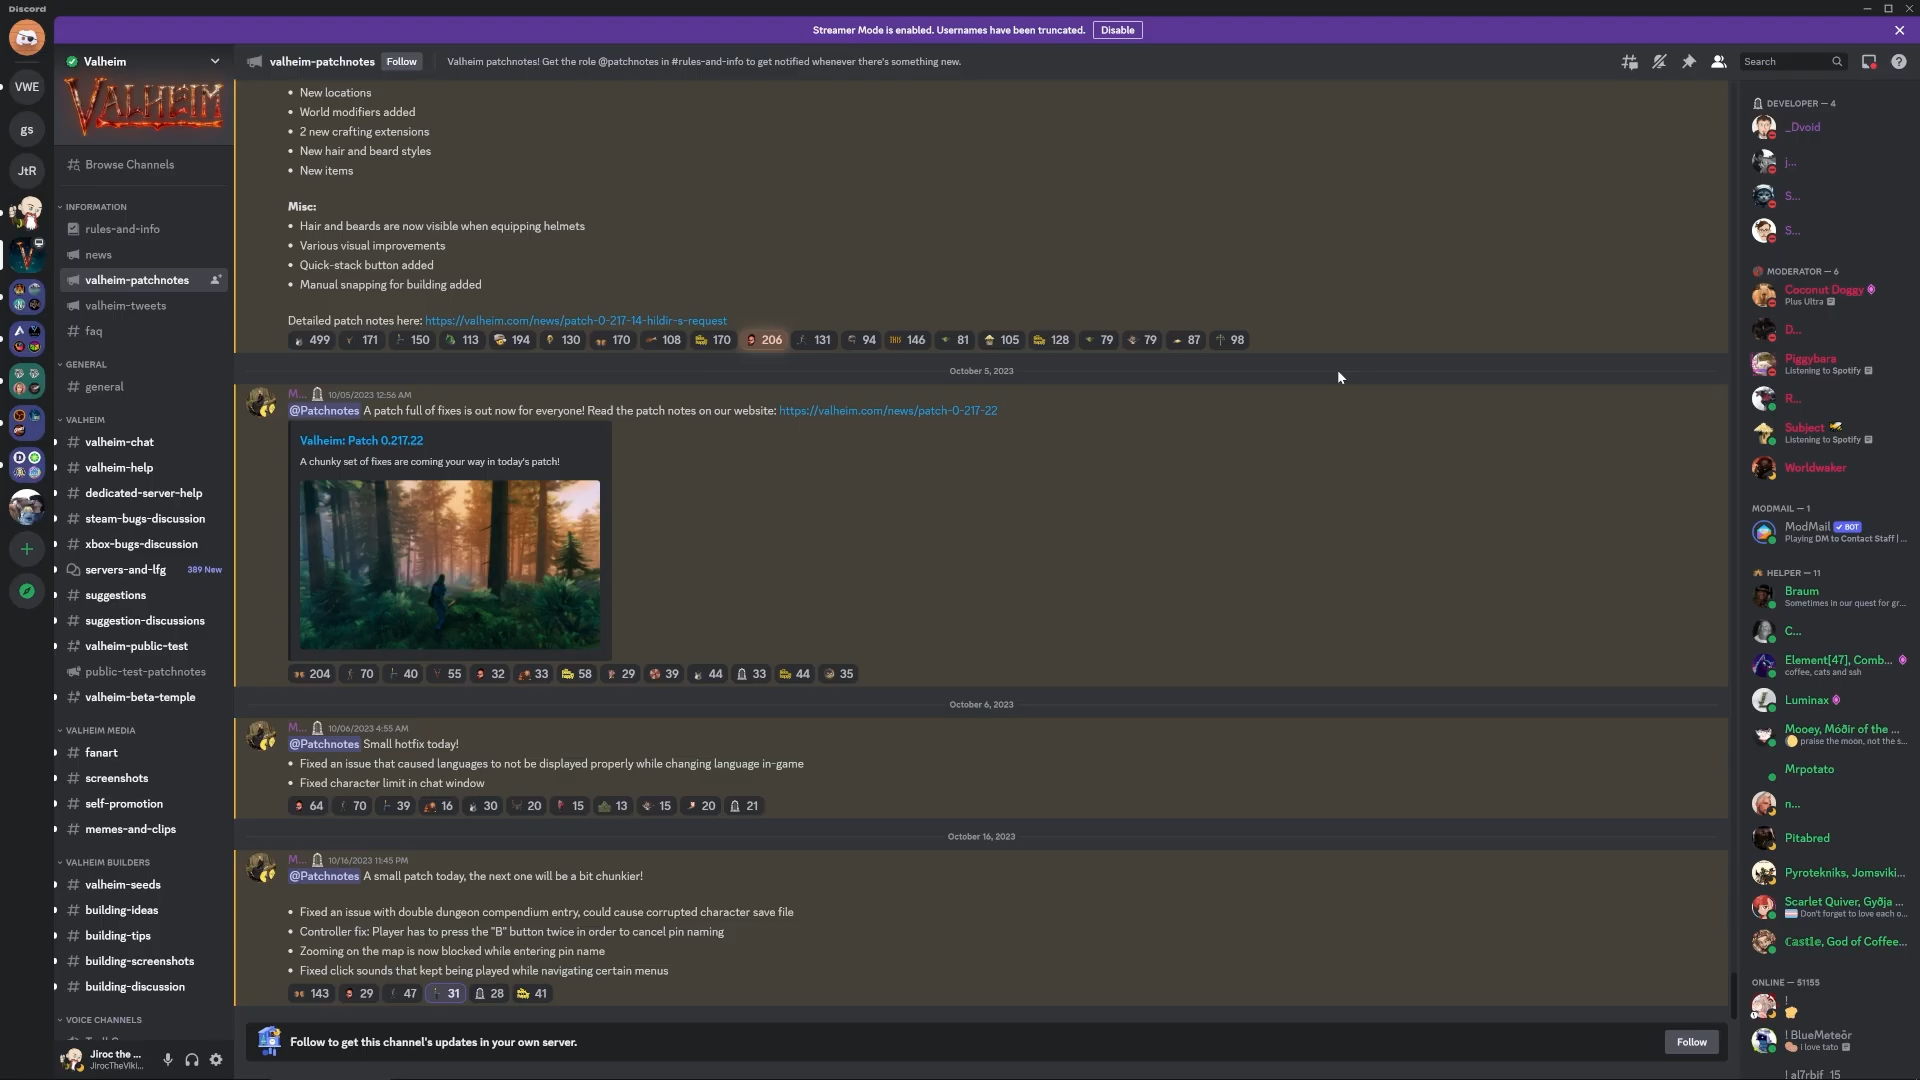 Discord
Streamer Mode is enabled. Usernames have been truncated.
Disable
Valheim
VALHEIM
Browse Channels
INFORMATION
rules-and-info
news
valheim-patchnotes
valheim-tweets
faq
GENERAL
general
VALHEIM
valheim-chat
valheim-help
dedicated-server-help
steam-bugs-discussion
xbox-bugs-discussion
servers-and-lfg 389 New
suggestions
suggestion-discussions
valheim-public-test
public-test-patchnotes
valheim-beta-temple
VALHEIM MEDIA
fanart
screenshots
self-promotion
memes-and-clips
VALHEIM BUILDERS
valheim-seeds
building-ideas
building-tips
building-screenshots
building-discussion
VOICE CHANNELS
Jiroc the ...
JirocTheViki...
VWE
gs
JtR
valheim-patchnotes
Follow
Valheim patchnotes! Get the role @patchnotes in #rules-and-info to get notified whenever there's something new.
Search
• New locations
• World modifiers added
• 2 new crafting extensions
• New hair and beard styles
• New items
Misc:
• Hair and beards are now visible when equipping helmets
• Various visual improvements
• Quick-stack button added
• Manual snapping for building added
Detailed patch notes here: https://valheim.com/news/patch-0-217-14-hildir-s-request
499 171 150 113 194 130 170 108 170 206 131 94 146 81 105 128 79 79 87 98
October 5, 2023
M... 10/05/2023 12:56 AM
@Patchnotes A patch full of fixes is out now for everyone! Read the patch notes on our website: https://valheim.com/news/patch-0-217-22
Valheim: Patch 0.217.22
A chunky set of fixes are coming your way in today's patch!
204 70 40 55 32 33 58 29 39 44 33 44 35
October 6, 2023
M... 10/06/2023 4:55 AM
@Patchnotes Small hotfix today!
• Fixed an issue that caused languages to not be displayed properly while changing language in-game
• Fixed character limit in chat window
64 70 39 16 30 20 15 13 15 20 21
October 16, 2023
M... 10/16/2023 11:45 PM
@Patchnotes A small patch today, the next one will be a bit chunkier!
• Fixed an issue with double dungeon compendium entry, could cause corrupted character save file
• Controller fix: Player has to press the "B" button twice in order to cancel pin naming
• Zooming on the map is now blocked while entering pin name
• Fixed click sounds that kept being played while navigating certain menus
143 29 47 31 28 41
Follow to get this channel's updates in your own server.
Follow
DEVELOPER — 4
_Dvoid
j...
S...
S...
MODERATOR — 6
Coconut Doggy
Plus Ultra
D...
Piggybara
Listening to Spotify
R...
Subject
Listening to Spotify
Worldwaker
MODMAIL — 1
ModMail BOT
Playing DM to Contact Staff | ...
HELPER — 11
Braum
Sometimes in our quest for gr...
C...
Element[47], Comb...
coffee, cats and ssh
Luminax
Mooey, Móðir of the ...
praise the moon, not the s...
Mrpotato
n...
Pitabred
Pyrotekniks, Jomsviki...
Scarlet Quiver, Gyðja ...
Don't forget to love each o...
Castle, God of Coffee...
ONLINE — 51155
!
! BlueMeteōr
i love tato
! al7rbif_15